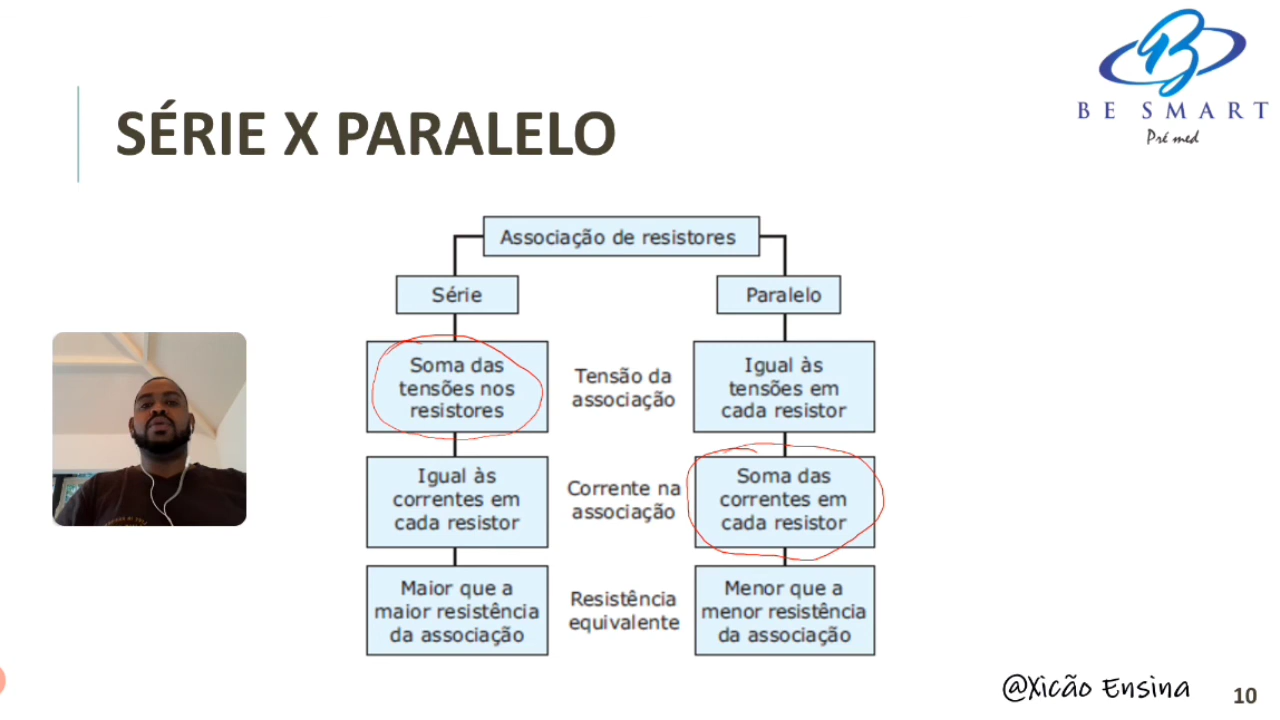 BE SMART
Pré med
SÉRIE X PARALELO
Associação de resistores
Série
Paralelo
Soma das
tensões nos
resistores
Tensão da
associação
Igual às
tensões em
cada resistor
Igual às
correntes em
cada resistor
Corrente na
associação
Soma das
correntes em
cada resistor
Maior que a
maior resistência
da associação
Resistência
equivalente
Menor que a
menor resistência
da associação
@Xicão Ensina
10